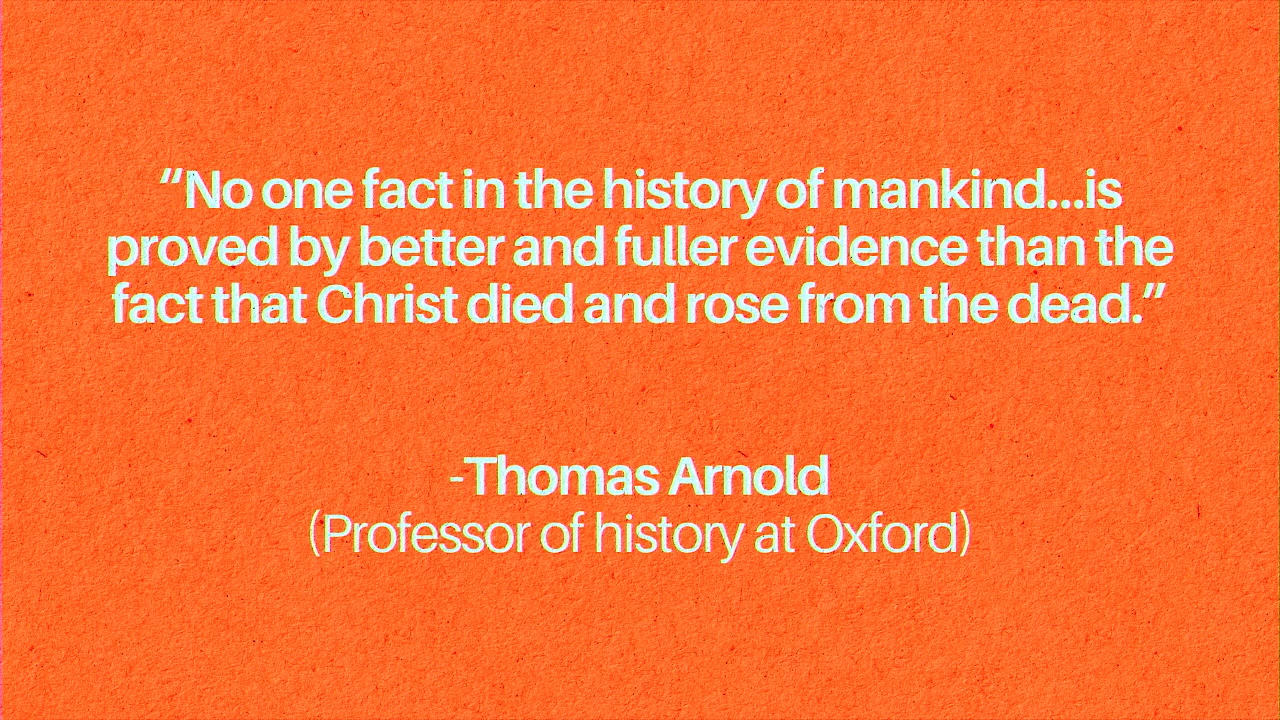 “No one fact in the history of mankind...is
proved by better and fuller evidence than the
fact that Christ died and rose from the dead.”
-Thomas Arnold
(Professor of history at Oxford)